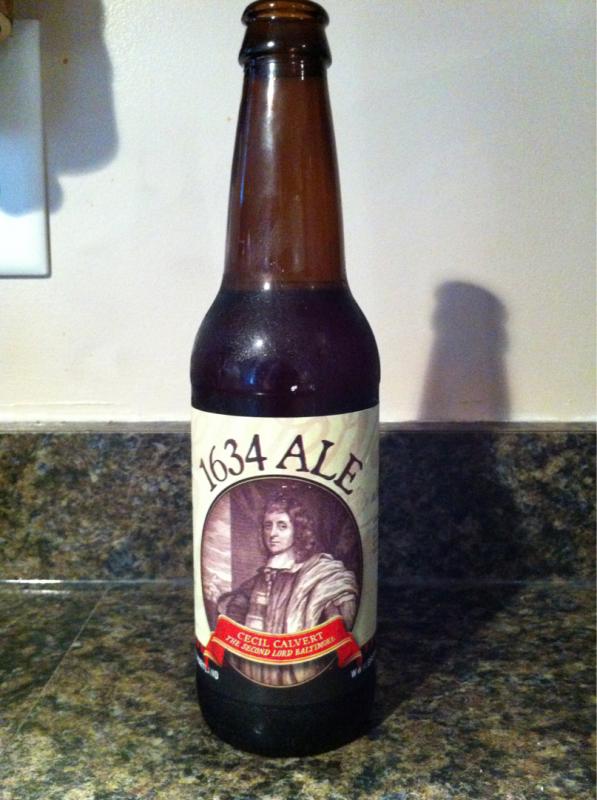 1634 ALE
CECIL CALVERT
THE SECOND LORD BALTIMORE